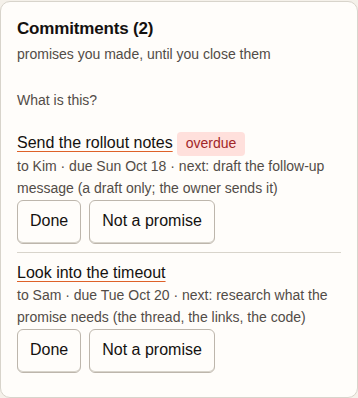 Commitments (2)
promises you made, until you close them
What is this?
Send the rollout notes overdue
to Kim · due Sun Oct 18 · next: draft the follow-up
message (a draft only; the owner sends it)
Done Not a promise
Look into the timeout
to Sam · due Tue Oct 20 · next: research what the
promise needs (the thread, the links, the code)
Done Not a promise